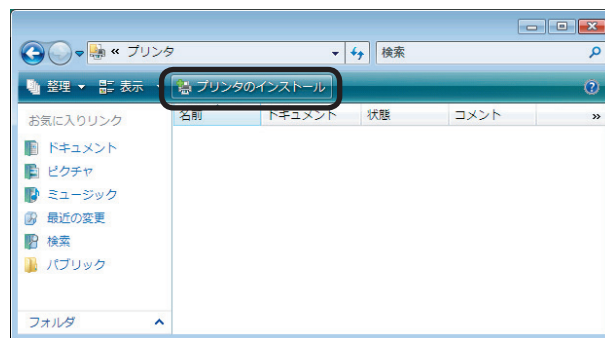 « プリンタ
検索
整理 表示 プリンタのインストール
お気に入りリンク
名前 ドキュメント 状態 コメント »
ドキュメント
ピクチャ
ミュージック
最近の変更
検索
パブリック
フォルダ